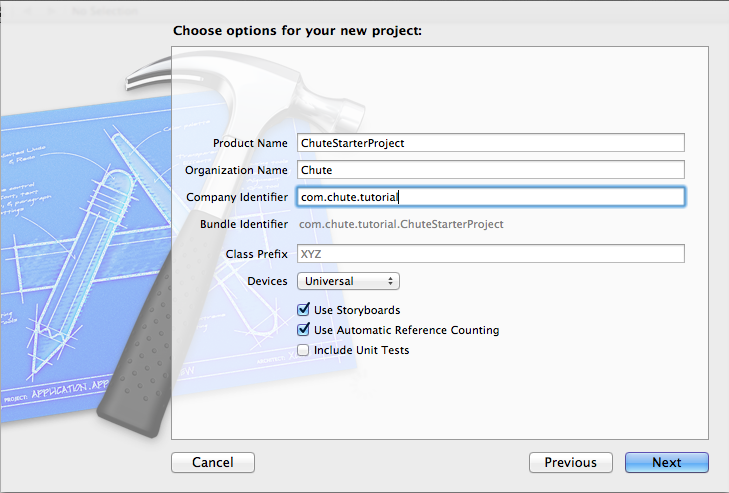 No Selection
Choose options for your new project:
Product Name ChuteStarterProject
Organization Name Chute
Company Identifier com.chute.tutorial
Bundle Identifier com.chute.tutorial.ChuteStarterProject
Class Prefix XYZ
Devices Universal
Use Storyboards
Use Automatic Reference Counting
Include Unit Tests
PROJECT: APPLICATION.APP
Cancel Previous Next